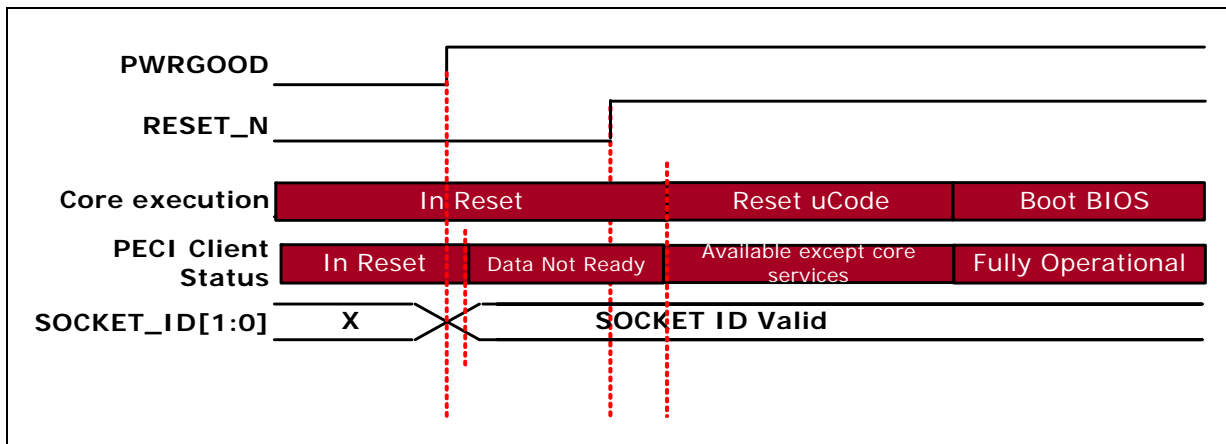 PWRGOOD
RESET_N
Core execution In Reset Reset uCode Boot BIOS
PECI Client
Status
In Reset Data Not Ready Available except core
services
Fully Operational
SOCKET_ID[1:0] X SOCKET ID Valid